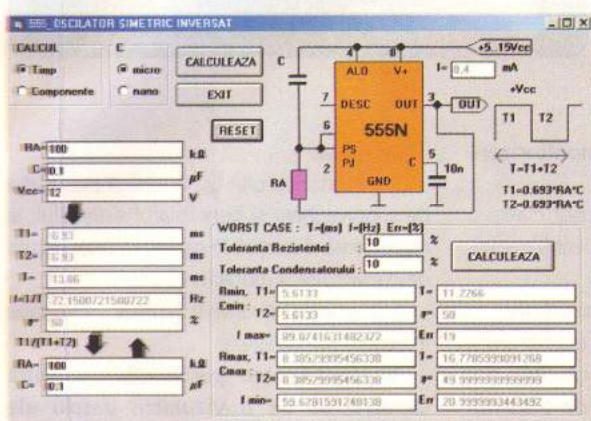 555_OSCILATOR SIMETRIC INVERSAT
CALCUL
Timp
Componente
C
micro
nano
CALCULEAZA
EXIT
RESET
RA= 100 kΩ
C= 0.1 µF
Vcc= 12 V
T1= 6.93 ms
T2= 6.93 ms
T= 13.86 ms
f=1/T 72.1500721500722 Hz
ø= 50 %
T1/(T1+T2)
RA= 100 kΩ
C= 0.1 µF
+5..15Vcc
C
4
8
ALO
V+
I= 0,4 mA
7
DESC
OUT
3
OUT
555N
6
PS
2
PJ
C
5
10n
GND
RA
+Vcc
T1
T2
T=T1+T2
T1=0.693*RA*C
T2=0.693*RA*C
WORST CASE : T=(ms) f=(Hz) Err=(%)
Toleranta Rezistentei 10 %
Toleranta Condensatorului : 10 %
CALCULEAZA
Rmin, T1= 5.6133 T= 11.2266
Cmin :
T2= 5.6133 ø= 50
f max= 89.0741631482372 Err 19
Rmax, T1= 8.38529995456338 T= 16.7785999091268
Cmax :
T2= 8.38529995456338 ø= 49.9999999999999
f min= 59.6281591248138 Err 20.9999993443492